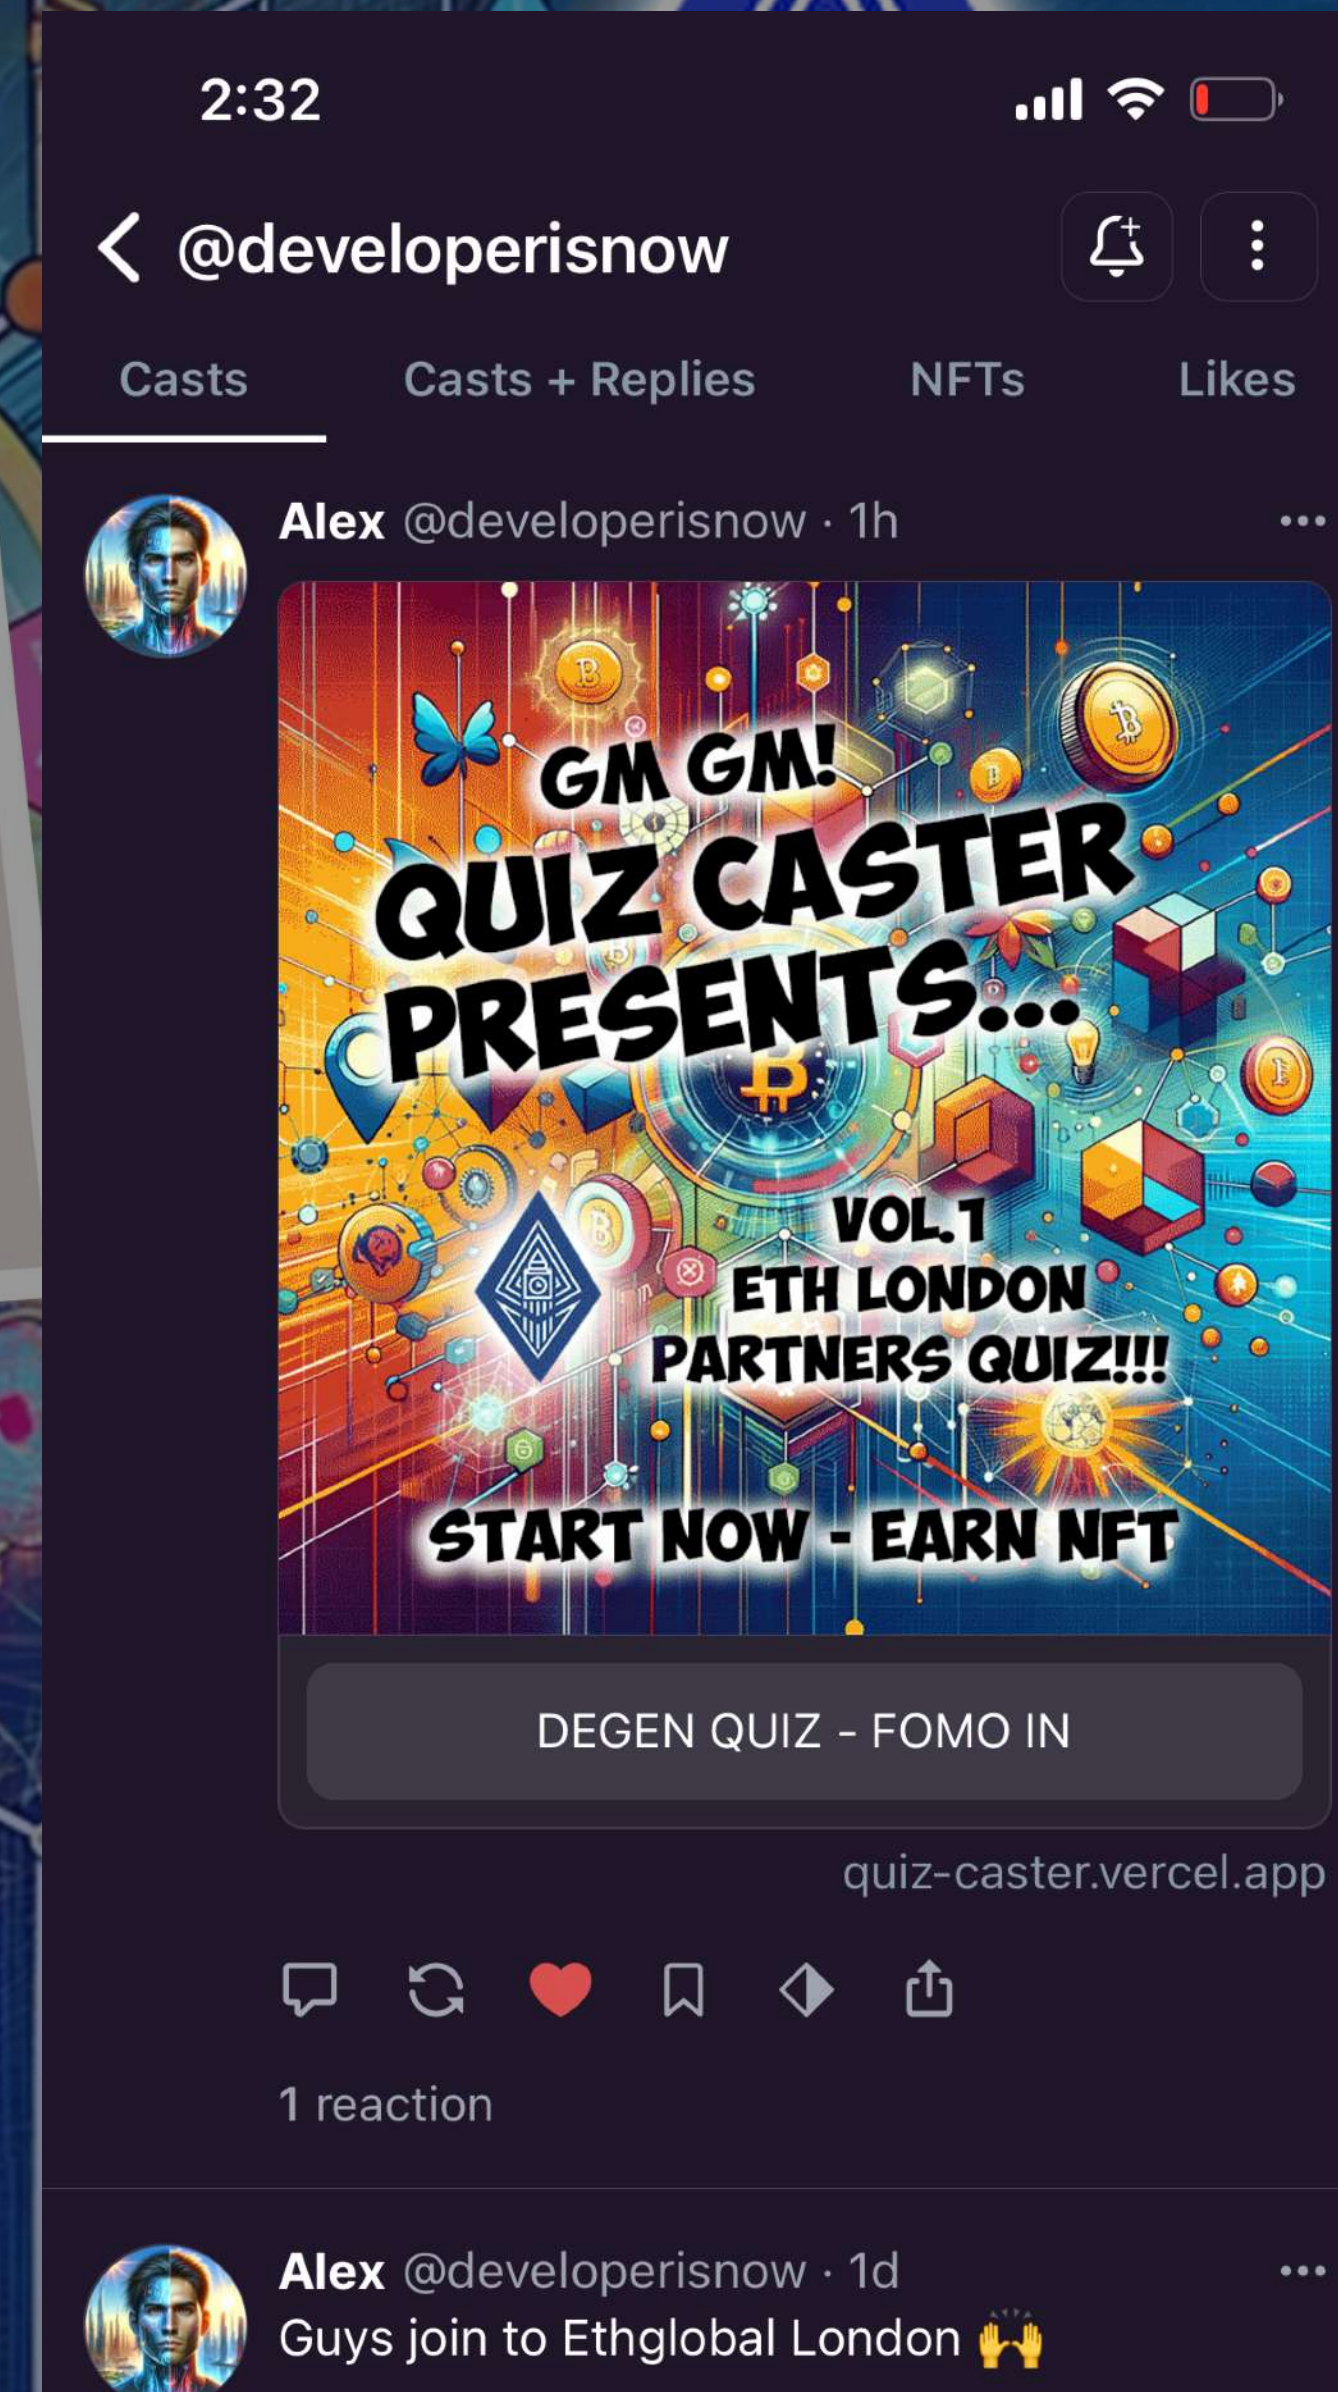 2:32
@developerisnow
Casts Casts + Replies NFTs Likes
Alex @developerisnow · 1h
GM GM!
QUIZ CASTER
PRESENTS...
VOL.1
ETH LONDON
PARTNERS QUIZ!!!
START NOW - EARN NFT
DEGEN QUIZ - FOMO IN
quiz-caster.vercel.app
1 reaction
Alex @developerisnow · 1d
Guys join to Ethglobal London 🙌